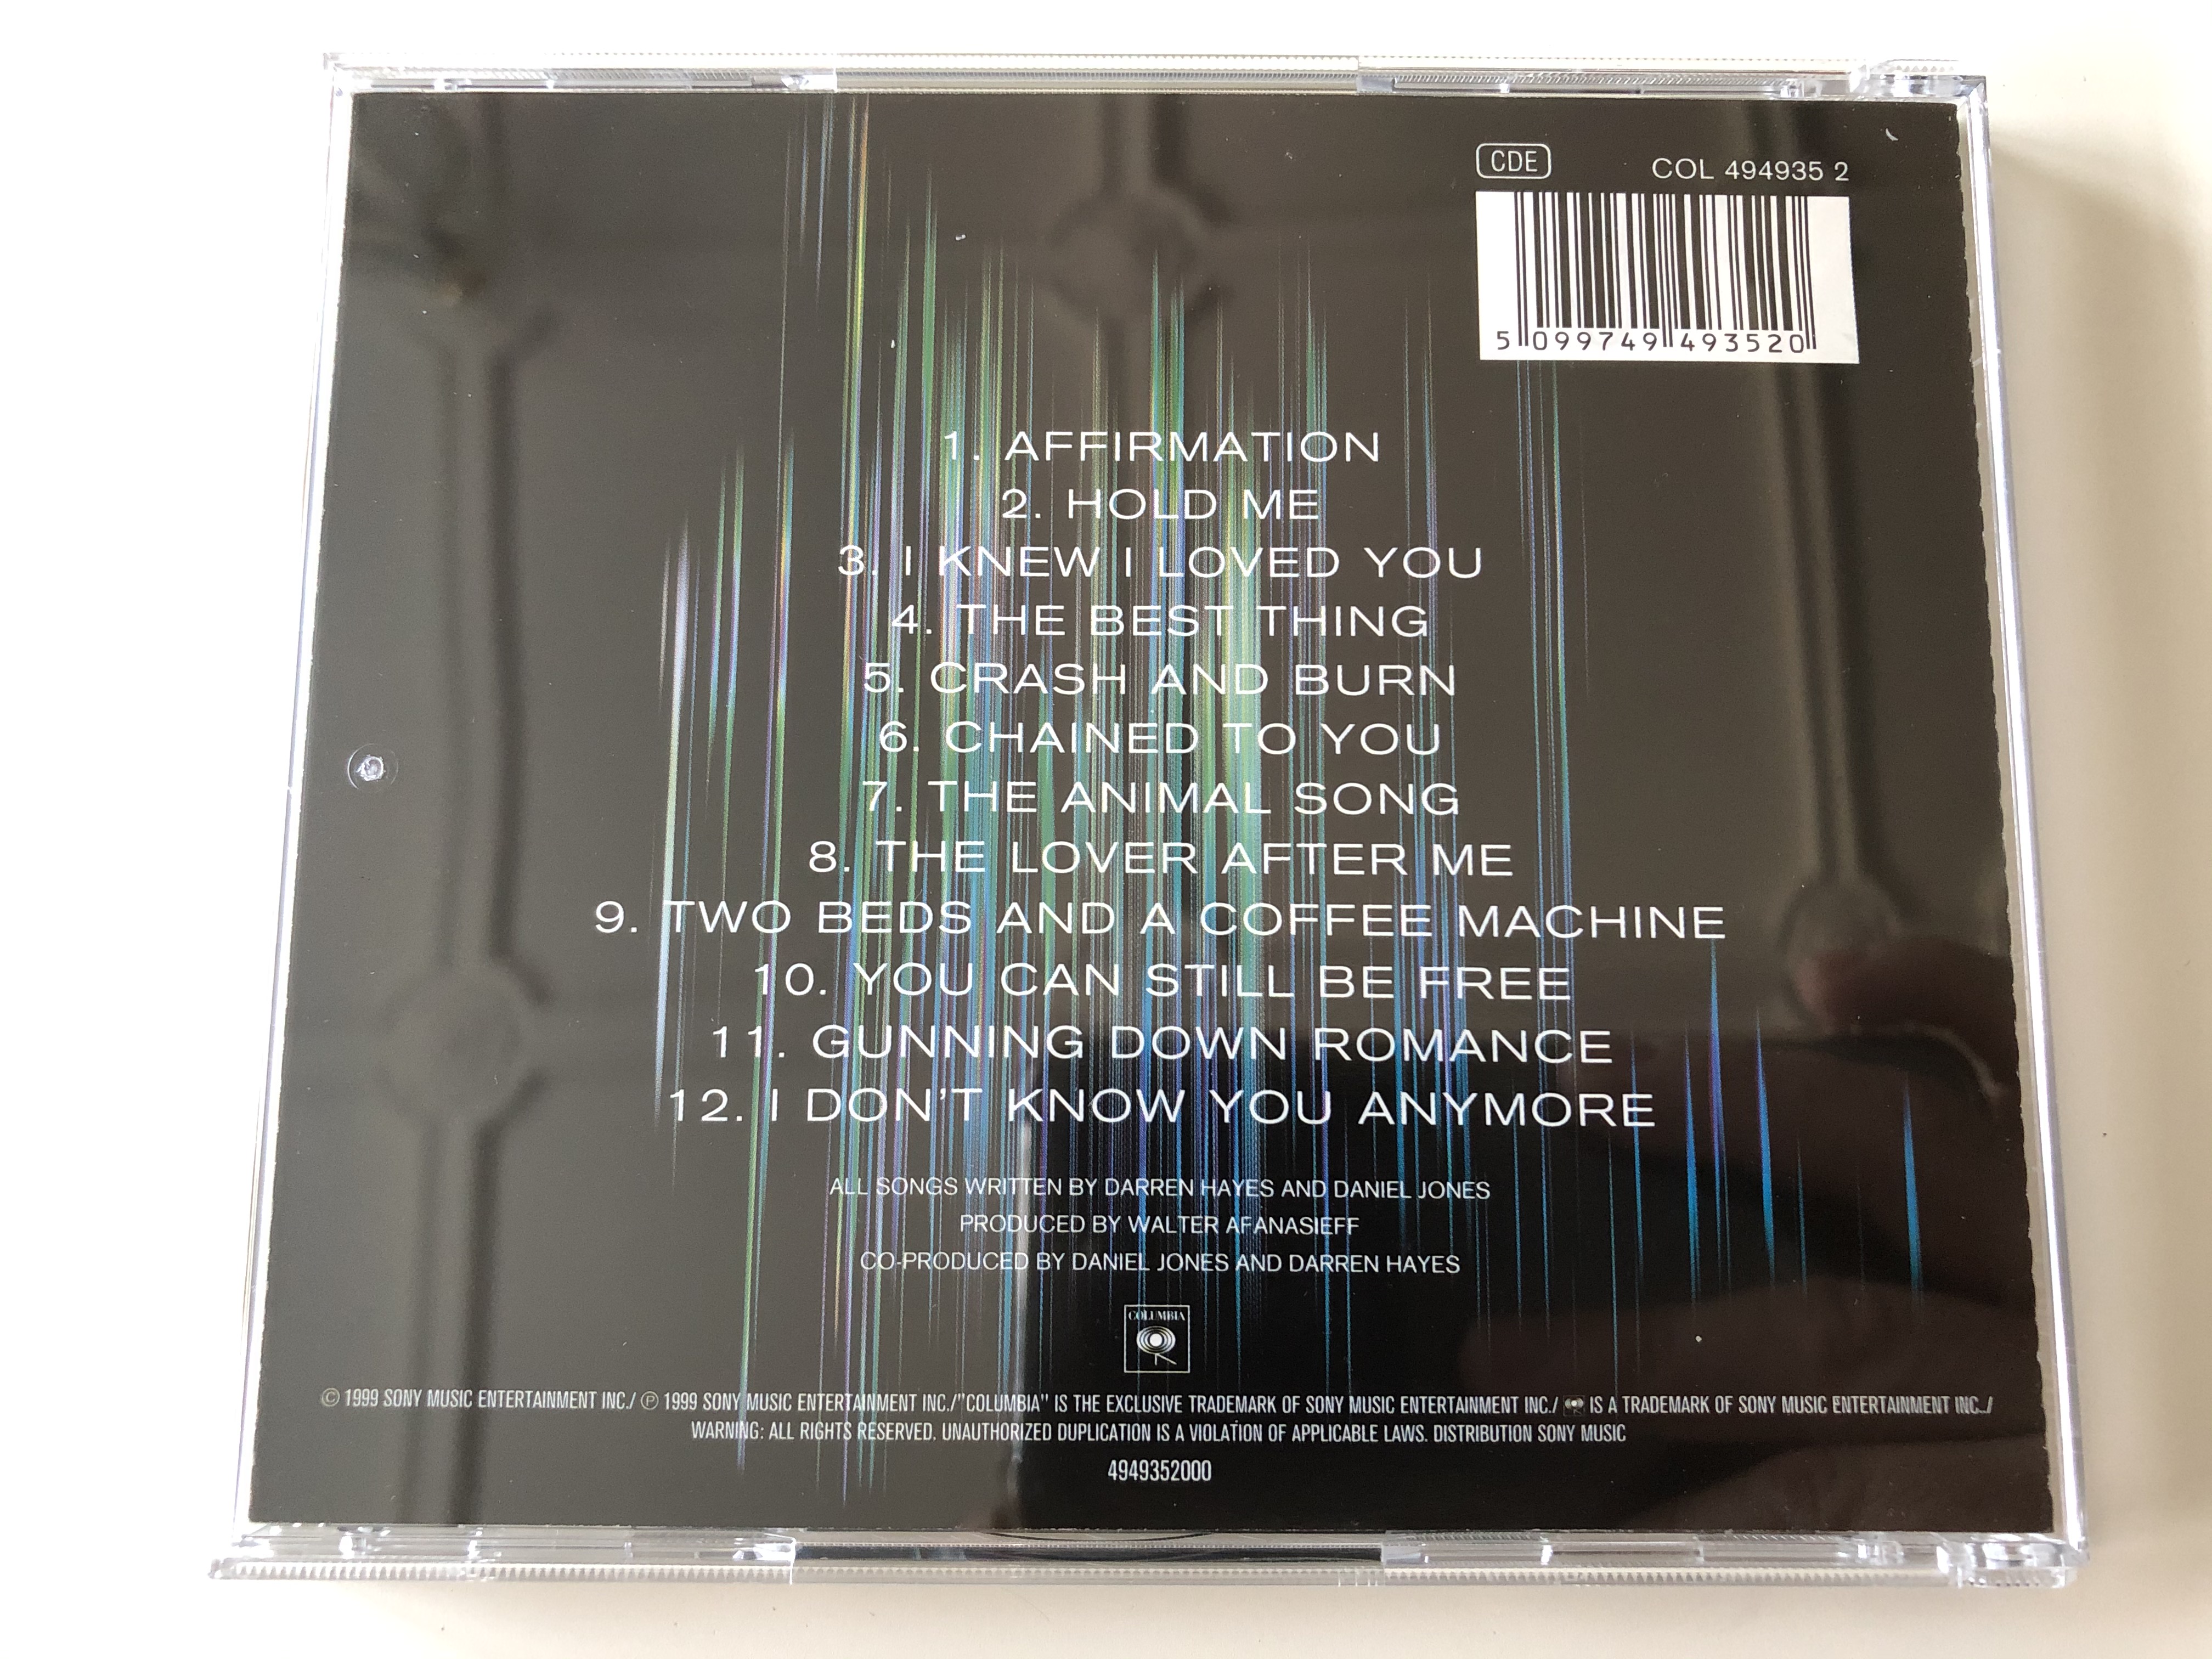 CDE COL 494935 2
5 099749 493520
1. AFFIRMATION
2. HOLD ME
3. I KNEW I LOVED YOU
4. THE BEST THING
5. CRASH AND BURN
6. CHAINED TO YOU
7. THE ANIMAL SONG
8. THE LOVER AFTER ME
9. TWO BEDS AND A COFFEE MACHINE
10. YOU CAN STILL BE FREE
11. GUNNING DOWN ROMANCE
12. I DON'T KNOW YOU ANYMORE
ALL SONGS WRITTEN BY DARREN HAYES AND DANIEL JONES
PRODUCED BY WALTER AFANASIEFF
CO-PRODUCED BY DANIEL JONES AND DARREN HAYES
COLUMBIA
© 1999 SONY MUSIC ENTERTAINMENT INC./ ℗ 1999 SONY MUSIC ENTERTAINMENT INC./"COLUMBIA" IS THE EXCLUSIVE TRADEMARK OF SONY MUSIC ENTERTAINMENT INC./ IS A TRADEMARK OF SONY MUSIC ENTERTAINMENT INC../
WARNING: ALL RIGHTS RESERVED. UNAUTHORIZED DUPLICATION IS A VIOLATION OF APPLICABLE LAWS. DISTRIBUTION SONY MUSIC
4949352000